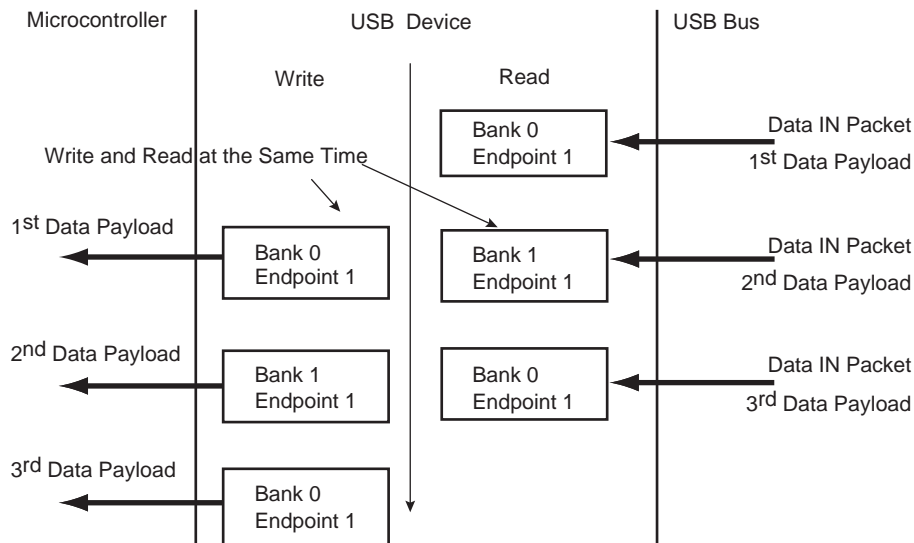 Microcontroller USB Device USB Bus
Write Read
Bank 0
Endpoint 1
Data IN Packet
1st Data Payload
Write and Read at the Same Time
1st Data Payload
Bank 0
Endpoint 1
Bank 1
Endpoint 1
Data IN Packet
2nd Data Payload
2nd Data Payload
Bank 1
Endpoint 1
Bank 0
Endpoint 1
Data IN Packet
3rd Data Payload
3rd Data Payload
Bank 0
Endpoint 1